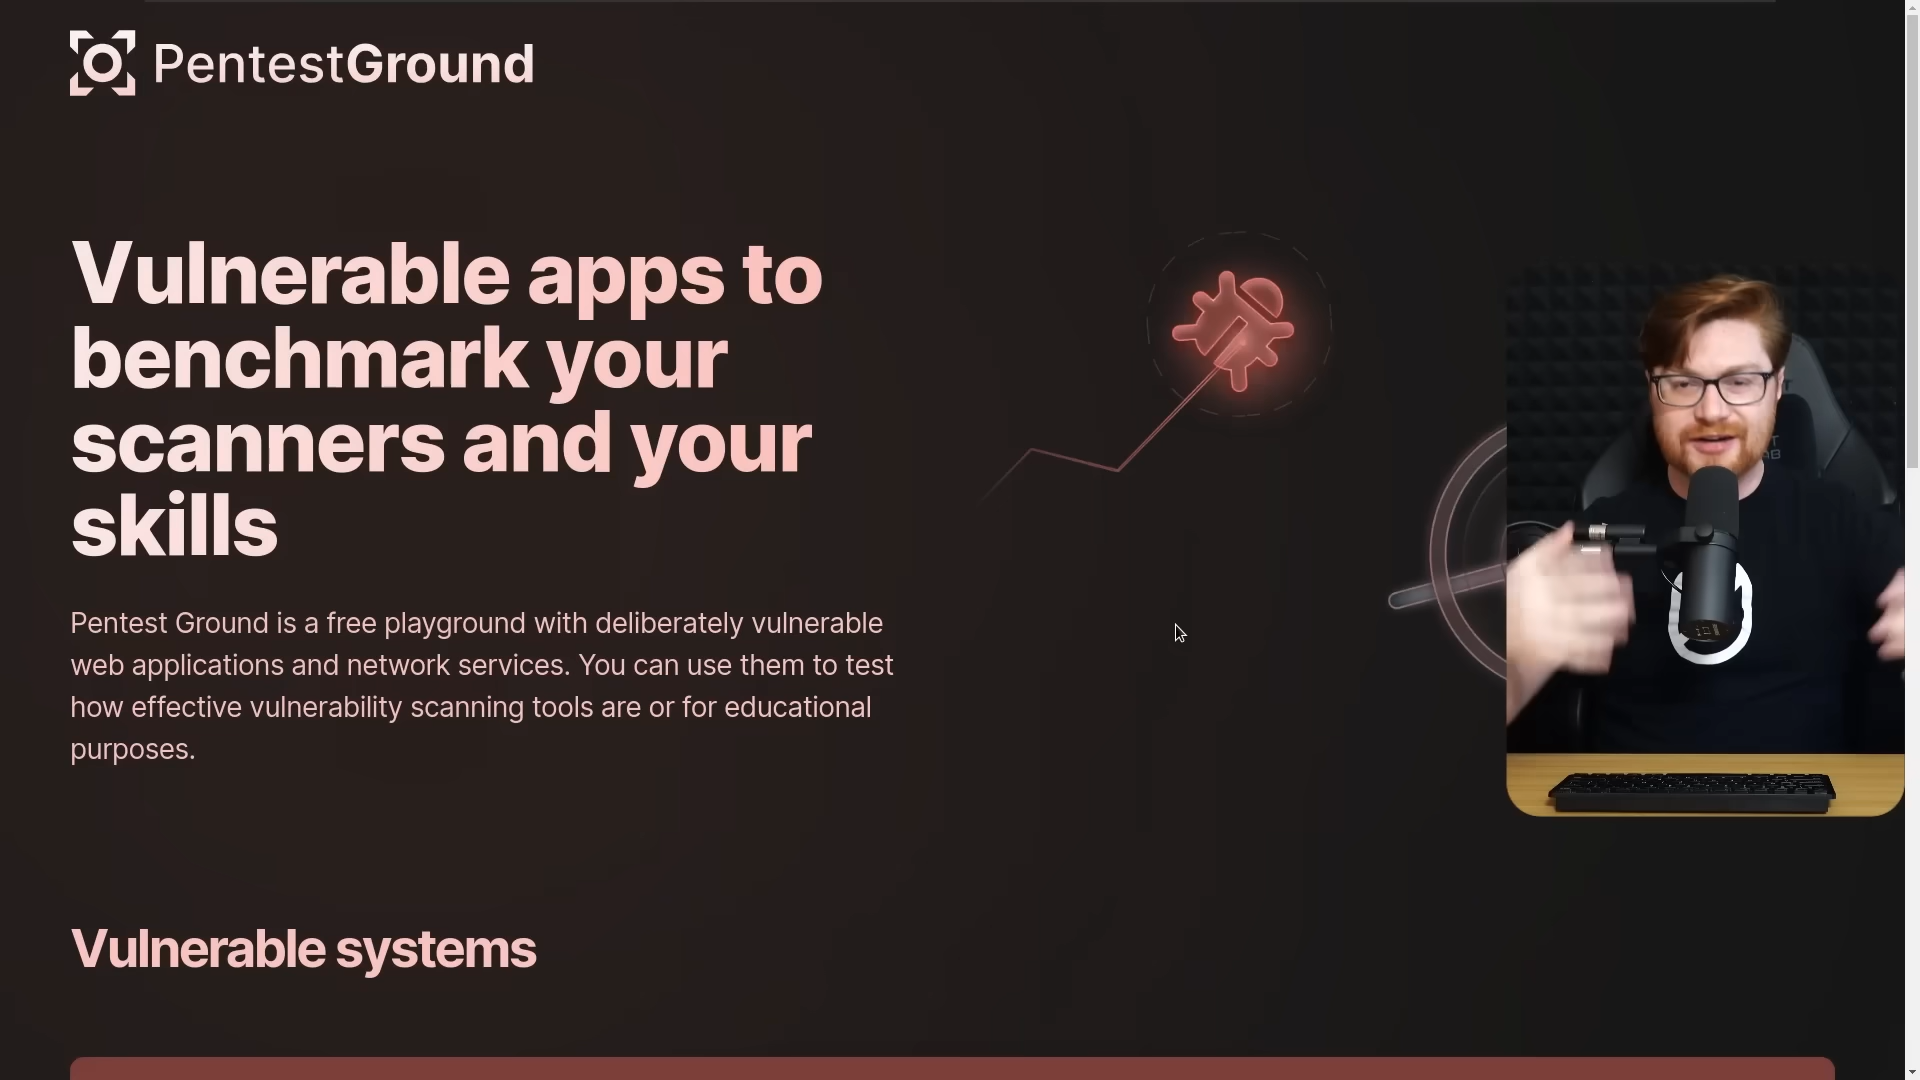 PentestGround
Vulnerable apps to
benchmark your
scanners and your
skills
Pentest Ground is a free playground with deliberately vulnerable
web applications and network services. You can use them to test
how effective vulnerability scanning tools are or for educational
purposes.
Vulnerable systems